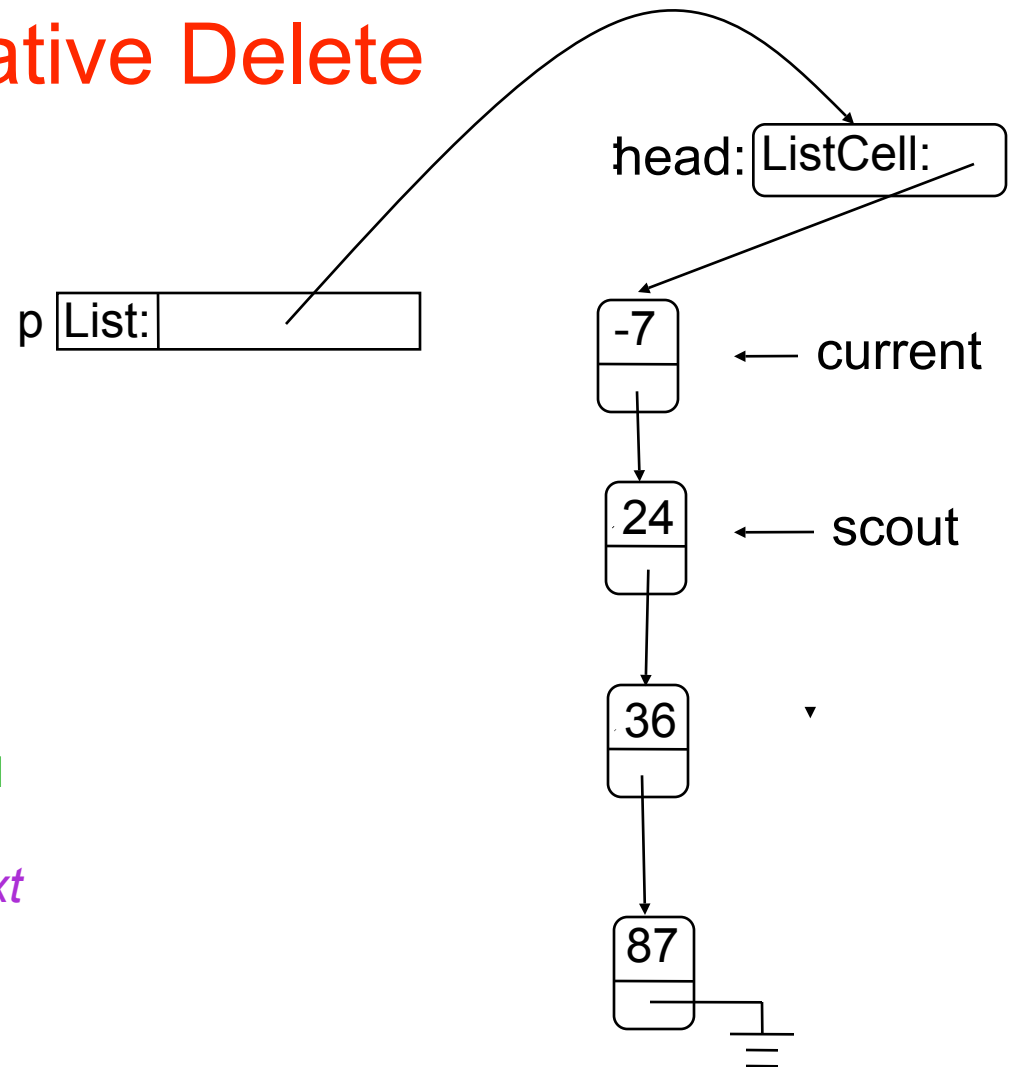 ative Delete
head: ListCell:
p List:
-7
current
24
scout
36
xt
87